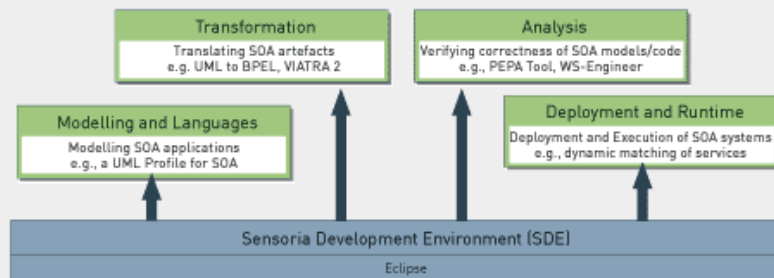 Transformation
Translating SOA artefacts
e.g. UML to BPEL, VIATRA 2
Analysis
Verifying correctness of SOA models/code
e.g., PEPA Tool, WS-Engineer
Modelling and Languages
Modelling SOA applications
e.g., a UML Profile for SOA
Deployment and Runtime
Deployment and Execution of SOA systems
e.g., dynamic matching of services
Sensoria Development Environment (SDE)
Eclipse